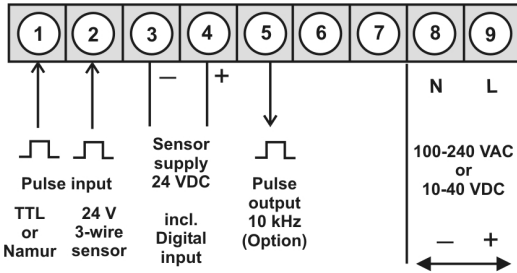 1 2 3 4 5 6 7 8 9
– +
N L
Sensor
supply
24 VDC
100-240 VAC
or
10-40 VDC
Pulse input
Pulse
output
10 kHz
(Option)
TTL
or
Namur
24 V
3-wire
sensor
incl.
Digital
input
– +